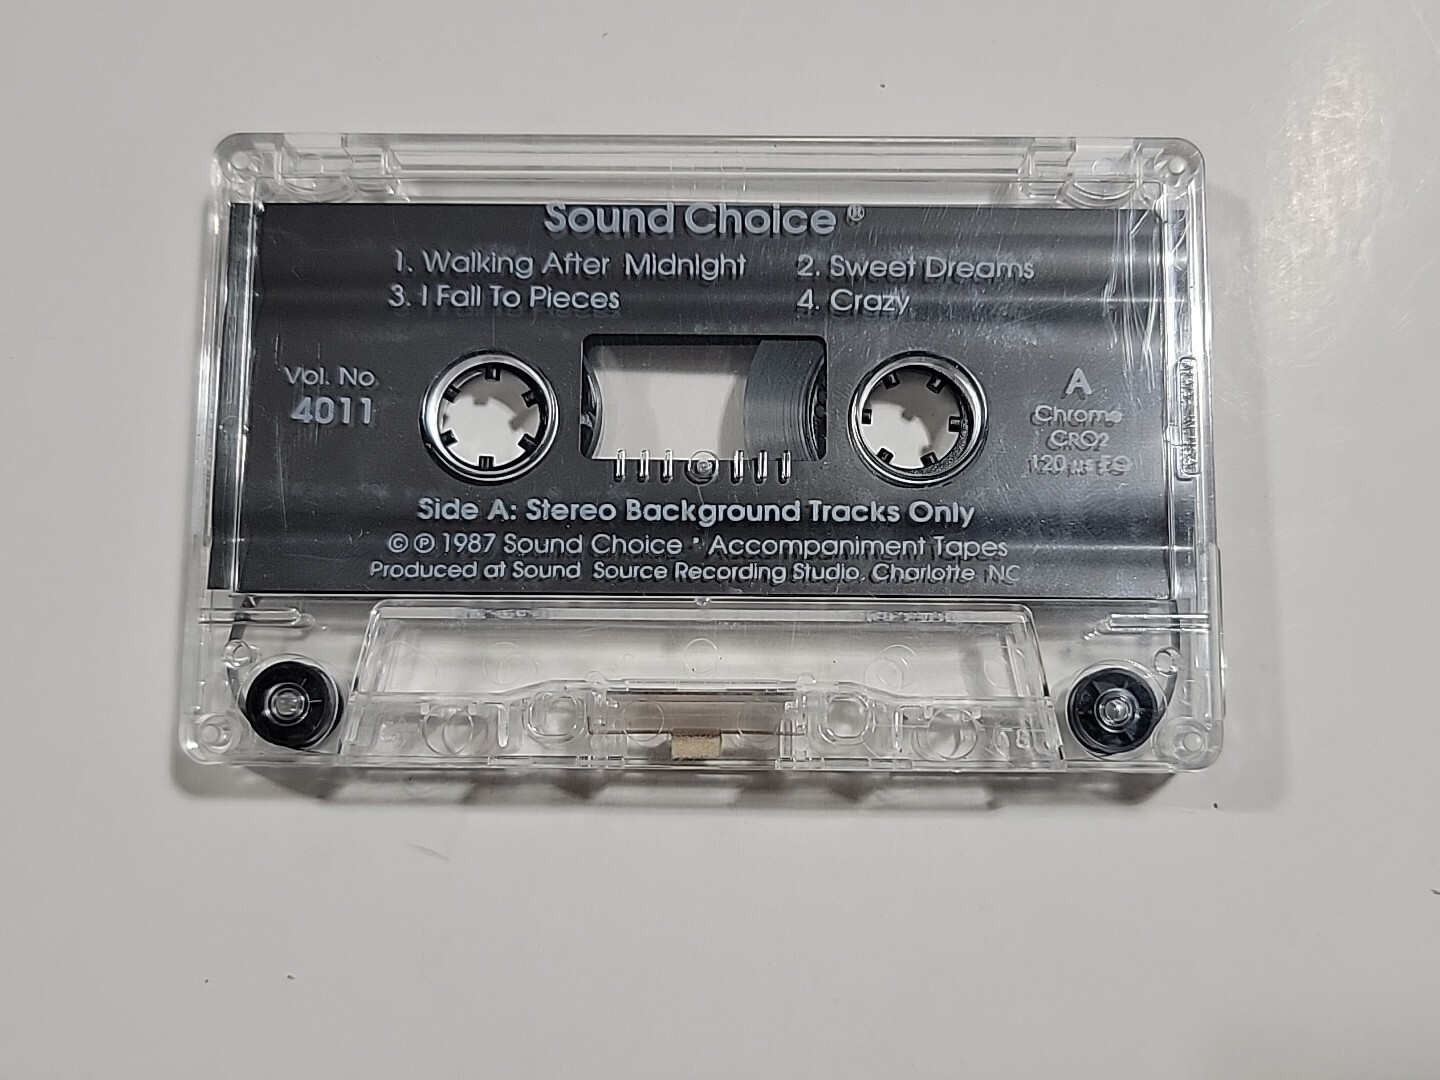 Sound Choice®
1. Walking After Midnight 2. Sweet Dreams
3. I Fall To Pieces 4. Crazy
Vol. No.
4011
A
Chrome
CRO2
120 µs EQ
Side A: Stereo Background Tracks Only
© ℗ 1987 Sound Choice · Accompaniment Tapes
Produced at Sound Source Recording Studio, Charlotte NC